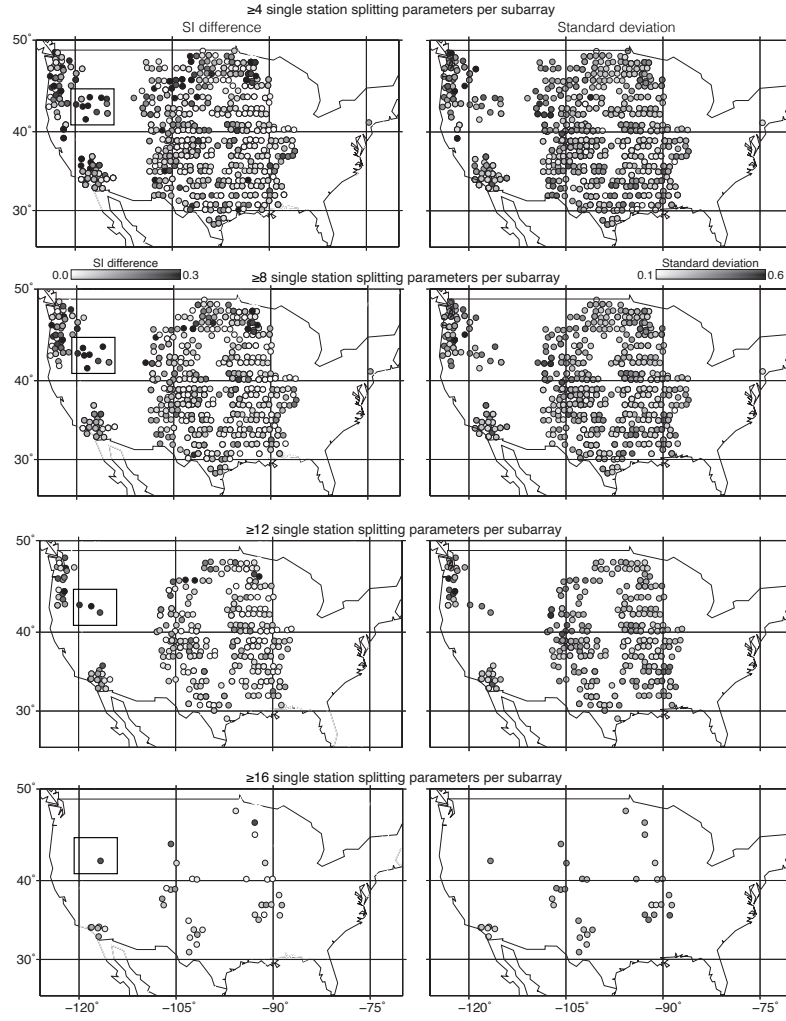 ≥4 single station splitting parameters per subarray
SI difference
Standard deviation
50˚
40˚
30˚
SI difference
0.0
0.3
≥8 single station splitting parameters per subarray
Standard deviation
0.1
0.6
50˚
40˚
30˚
≥12 single station splitting parameters per subarray
50˚
40˚
30˚
≥16 single station splitting parameters per subarray
50˚
40˚
30˚
−120˚ −105˚ −90˚ −75˚ −120˚ −105˚ −90˚ −75˚